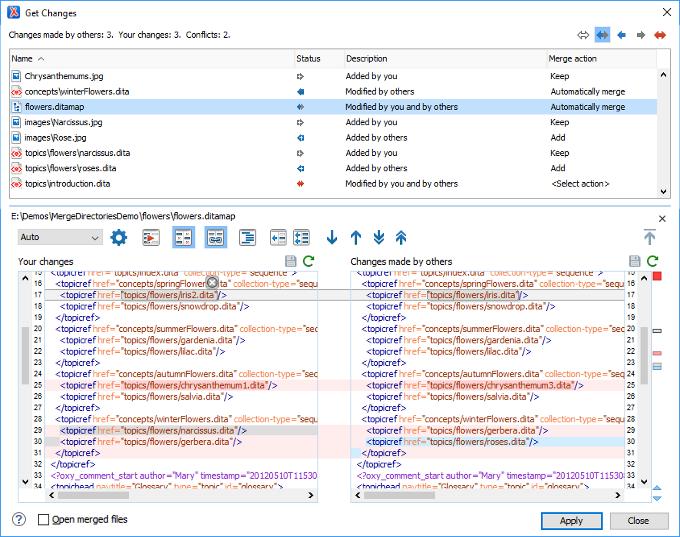 Get Changes
Changes made by others: 3. Your changes: 3. Conflicts: 2.
Name Status Description Merge action
Chrysanthemums.jpg Added by you Keep
concepts\winterFlowers.dita Modified by others Automatically merge
flowers.ditamap Modified by you and by others Automatically merge
images\Narcissus.jpg Added by you Keep
images\Rose.jpg Added by others Add
topics\flowers\narcissus.dita Added by you Keep
topics\flowers\roses.dita Added by others Add
topics\introduction.dita Modified by you and by others <Select action>
E:\Demos\MergeDirectoriesDemo\flowers\flowers.ditamap
Auto
Your changes
15 <topicref href="topics/index.dita" collection-type="sequence">
16 <topicref href="concepts/springFlowers.dita" collection-type="sequ
17 <topicref href="topics/flowers/iris2.dita"/>
18 <topicref href="topics/flowers/snowdrop.dita"/>
19 </topicref>
20 <topicref href="concepts/summerFlowers.dita" collection-type="seq
21 <topicref href="topics/flowers/gardenia.dita"/>
22 <topicref href="topics/flowers/lilac.dita"/>
23 </topicref>
24 <topicref href="concepts/autumnFlowers.dita" collection-type="sequ
25 <topicref href="topics/flowers/chrysanthemum1.dita"/>
26 <topicref href="topics/flowers/salvia.dita"/>
27 </topicref>
28 <topicref href="concepts/winterFlowers.dita" collection-type="sequ
29 <topicref href="topics/flowers/narcissus.dita"/>
30 <topicref href="topics/flowers/gerbera.dita"/>
31 </topicref>
32 </topicref>
33 <?oxy_comment_start author="Mary" timestamp="20120510T11530
34 <topichead navtitle="Glossary" type="topic" id="glossary">
Changes made by others
<topicref href="topics/index.dita" collection-type="sequence"> 15
<topicref href="concepts/springFlowers.dita" collection-type="sequ 16
<topicref href="topics/flowers/iris.dita"/> 17
<topicref href="topics/flowers/snowdrop.dita"/> 18
</topicref> 19
<topicref href="concepts/summerFlowers.dita" collection-type="seq 20
<topicref href="topics/flowers/gardenia.dita"/> 21
<topicref href="topics/flowers/lilac.dita"/> 22
</topicref> 23
<topicref href="concepts/autumnFlowers.dita" collection-type="sequ 24
<topicref href="topics/flowers/chrysanthemum3.dita"/> 25
<topicref href="topics/flowers/salvia.dita"/> 26
</topicref> 27
<topicref href="concepts/winterFlowers.dita" collection-type="sequ 28
<topicref href="topics/flowers/gerbera.dita"/> 29
<topicref href="topics/flowers/roses.dita"/> 30
</topicref> 31
</topicref> 32
<?oxy_comment_start author="Mary" timestamp="20120510T11530 33
<topichead navtitle="Glossary" type="topic" id="glossary"> 34
? Open merged files Apply Close